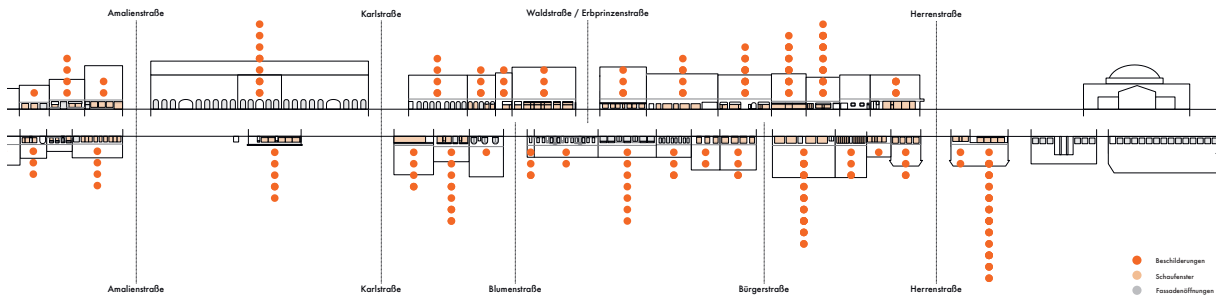 Amalienstraße
Karlstraße
Waldstraße / Erbprinzenstraße
Herrenstraße
Beschilderungen
Schaufenster
Fassadenöffnungen
Amalienstraße
Karlstraße
Blumenstraße
Bürgerstraße
Herrenstraße